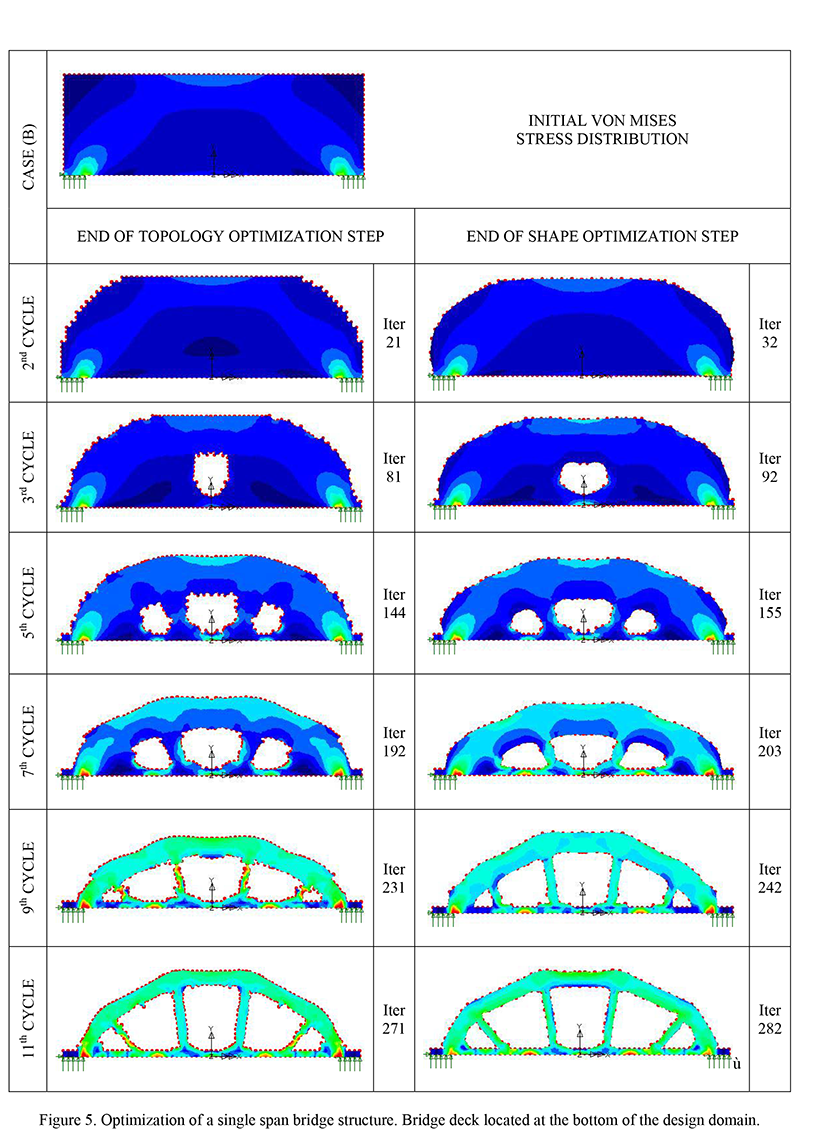 CASE (B)
INITIAL VON MISES
STRESS DISTRIBUTION
END OF TOPOLOGY OPTIMIZATION STEP
END OF SHAPE OPTIMIZATION STEP
2nd CYCLE
Iter
21
Iter
32
3rd CYCLE
Y
Iter
81
Y
Iter
92
5th CYCLE
Y
Iter
144
Y
Iter
155
7th CYCLE
Y
Iter
192
Y
Iter
203
9th CYCLE
Y
Iter
231
Y
Iter
242
11th CYCLE
Y
Iter
271
Y
Iter
282
ù
Figure 5. Optimization of a single span bridge structure. Bridge deck located at the bottom of the design domain.